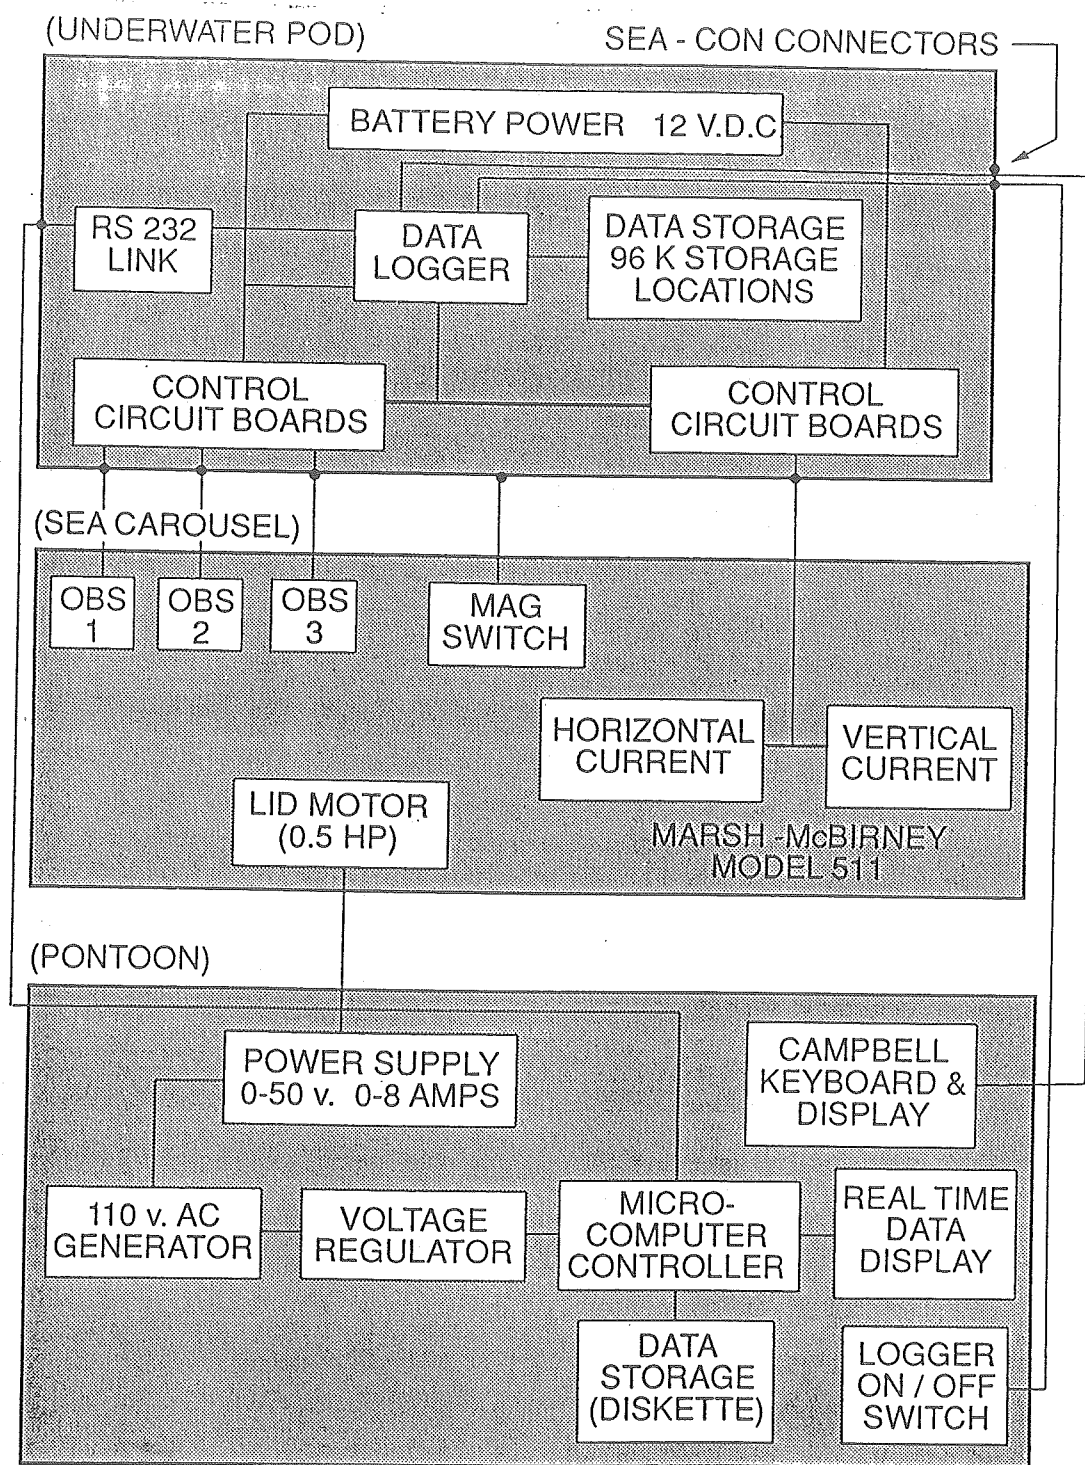 (UNDERWATER POD)
SEA - CON CONNECTORS
BATTERY POWER 12 V.D.C
RS 232
LINK
DATA
LOGGER
DATA STORAGE
96 K STORAGE
LOCATIONS
CONTROL
CIRCUIT BOARDS
CONTROL
CIRCUIT BOARDS
(SEA CAROUSEL)
OBS
1
OBS
2
OBS
3
MAG
SWITCH
HORIZONTAL
CURRENT
VERTICAL
CURRENT
LID MOTOR
(0.5 HP)
MARSH -McBIRNEY
MODEL 511
(PONTOON)
POWER SUPPLY
0-50 v. 0-8 AMPS
CAMPBELL
KEYBOARD &
DISPLAY
110 v. AC
GENERATOR
VOLTAGE
REGULATOR
MICRO-
COMPUTER
CONTROLLER
REAL TIME
DATA
DISPLAY
DATA
STORAGE
(DISKETTE)
LOGGER
ON / OFF
SWITCH